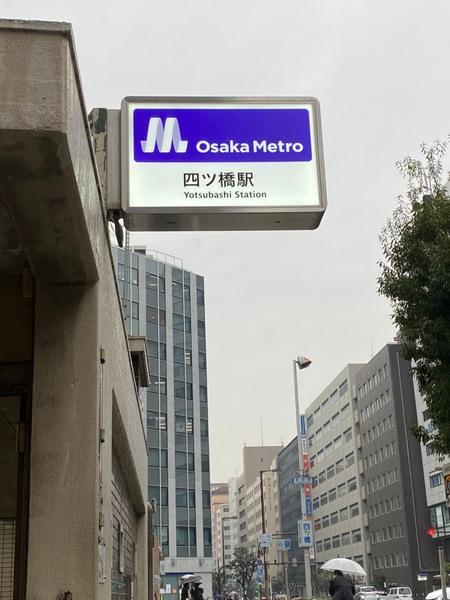 Osaka Metro
四ツ橋駅
Yotsubashi Station